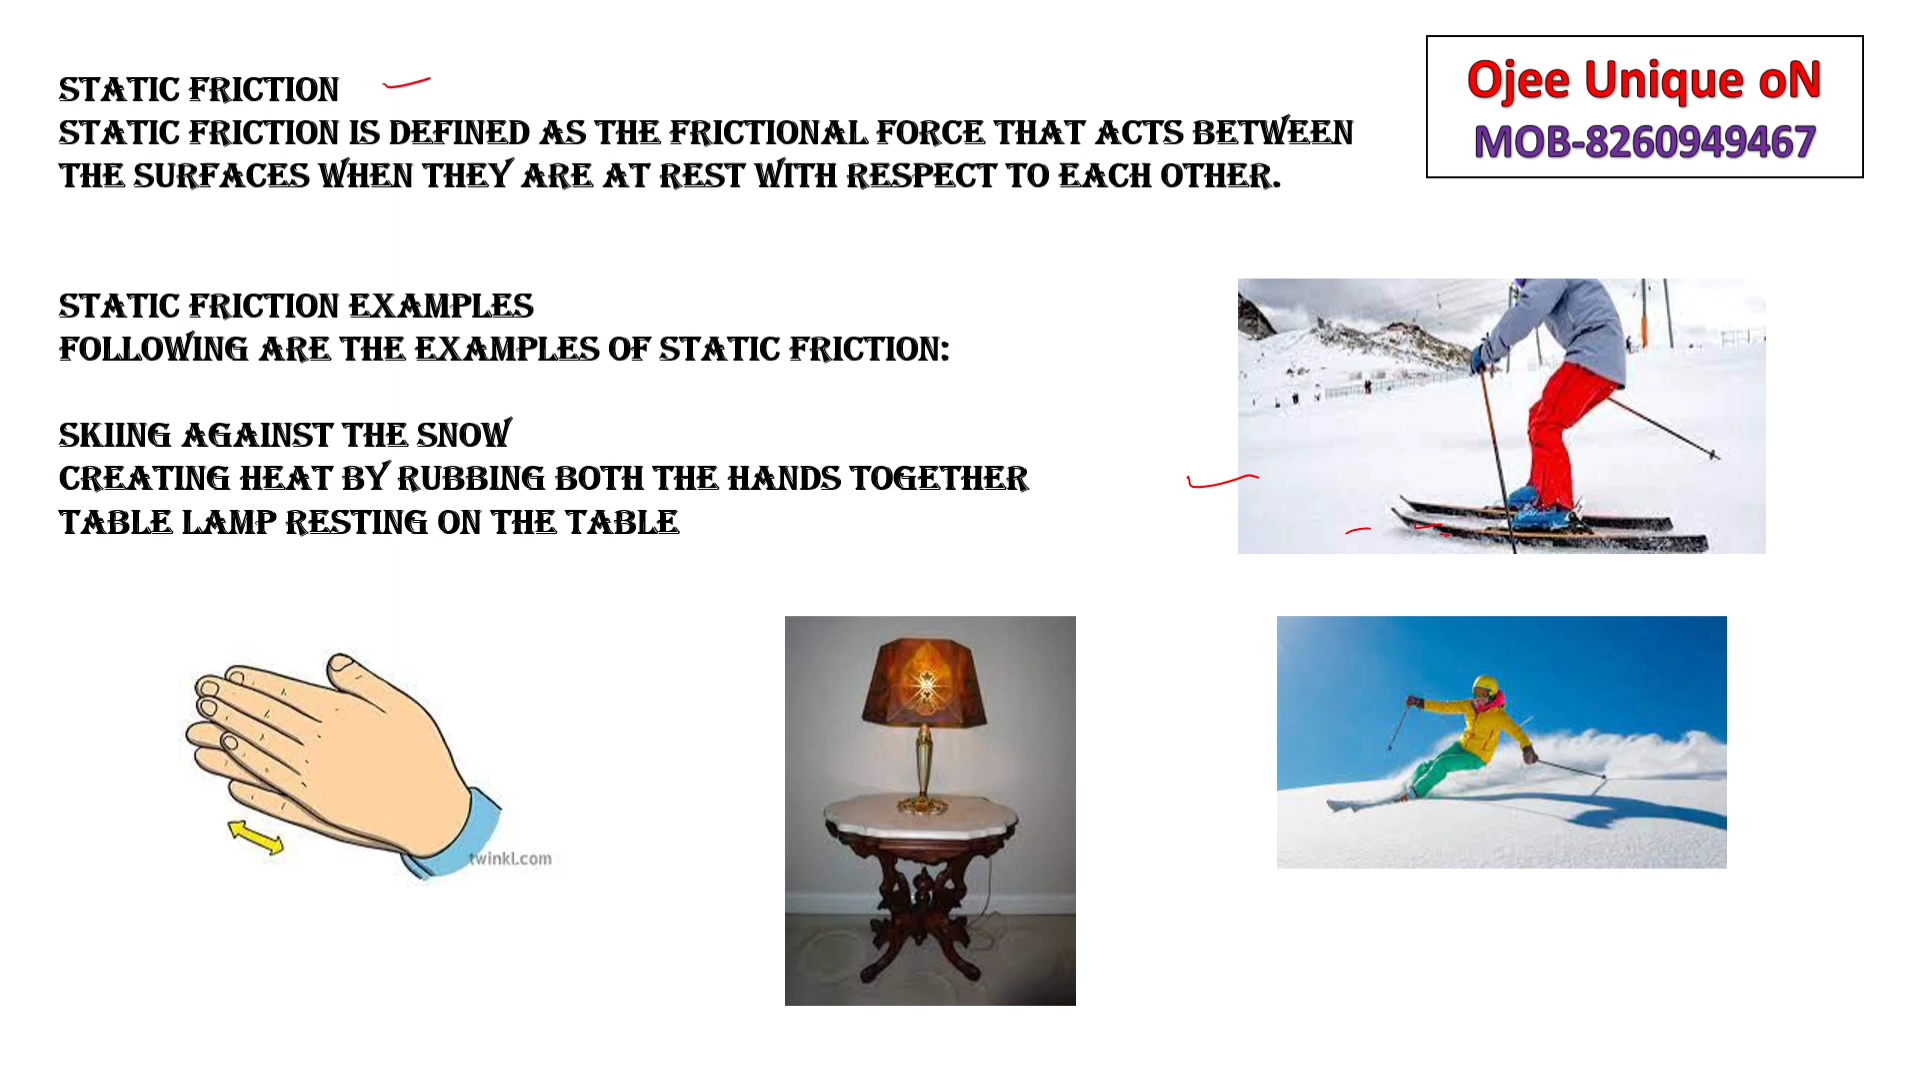 STATIC FRICTION
STATIC FRICTION IS DEFINED AS THE FRICTIONAL FORCE THAT ACTS BETWEEN
THE SURFACES WHEN THEY ARE AT REST WITH RESPECT TO EACH OTHER.
Ojee Unique oN
MOB-8260949467
STATIC FRICTION EXAMPLES
FOLLOWING ARE THE EXAMPLES OF STATIC FRICTION:
SKIING AGAINST THE SNOW
CREATING HEAT BY RUBBING BOTH THE HANDS TOGETHER
TABLE LAMP RESTING ON THE TABLE
twinkl.com